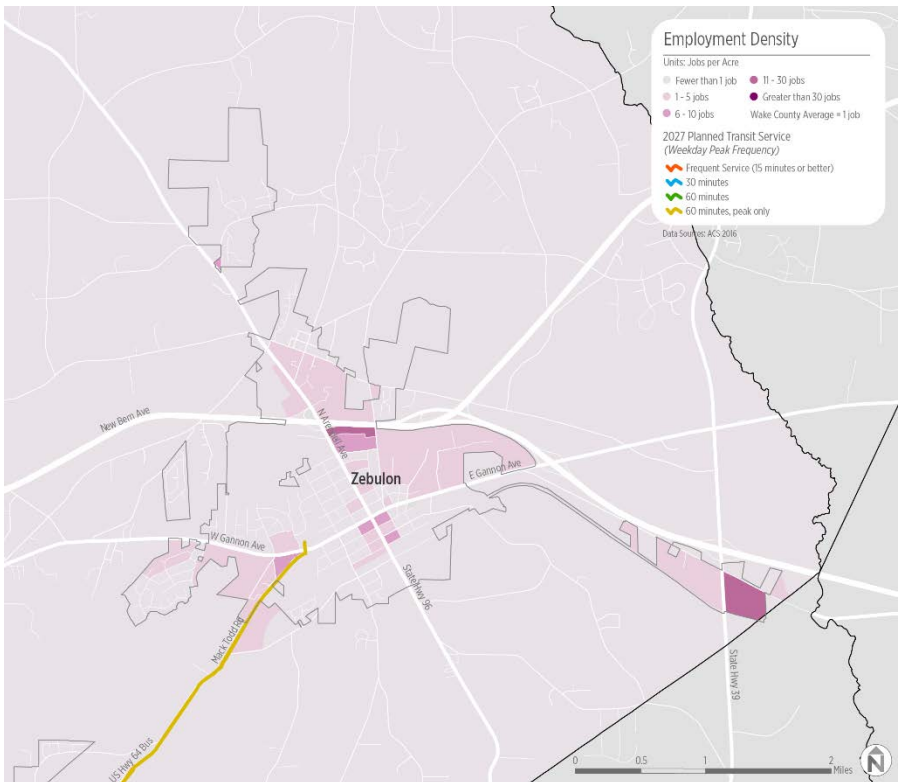 Employment Density
Units: Jobs per Acre
Fewer than 1 job
1 - 5 jobs
6 - 10 jobs
11 - 30 jobs
Greater than 30 jobs
Wake County Average = 1 job
2027 Planned Transit Service
(Weekday Peak Frequency)
Frequent Service (15 minutes or better)
30 minutes
60 minutes
60 minutes, peak only
Data Sources: ACS 2016
New Bern Ave
N Arendell Ave
Zebulon
E Gannon Ave
W Gannon Ave
State Hwy 96
Mack Todd Rd
State Hwy 39
US Hwy 64 Bus
0 0.5 1 2
Miles
N